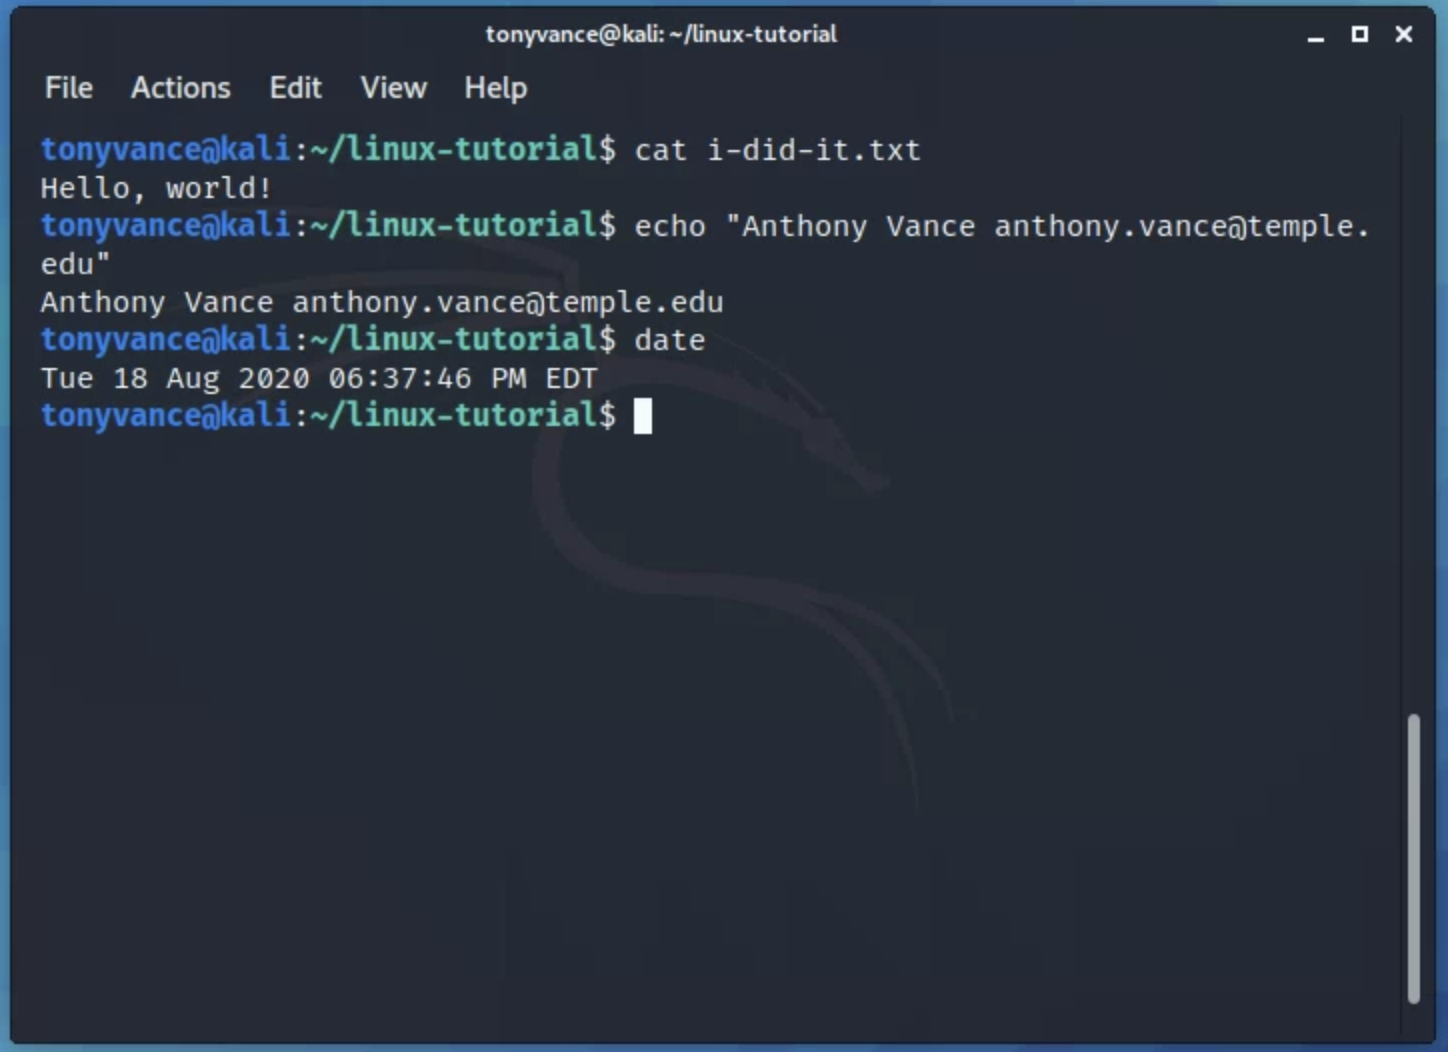 tonyvance@kali: ~/linux-tutorial
File Actions Edit View Help
tonyvance@kali:~/linux-tutorial$ cat i-did-it.txt
Hello, world!
tonyvance@kali:~/linux-tutorial$ echo "Anthony Vance anthony.vance@temple.
edu"
Anthony Vance anthony.vance@temple.edu
tonyvance@kali:~/linux-tutorial$ date
Tue 18 Aug 2020 06:37:46 PM EDT
tonyvance@kali:~/linux-tutorial$